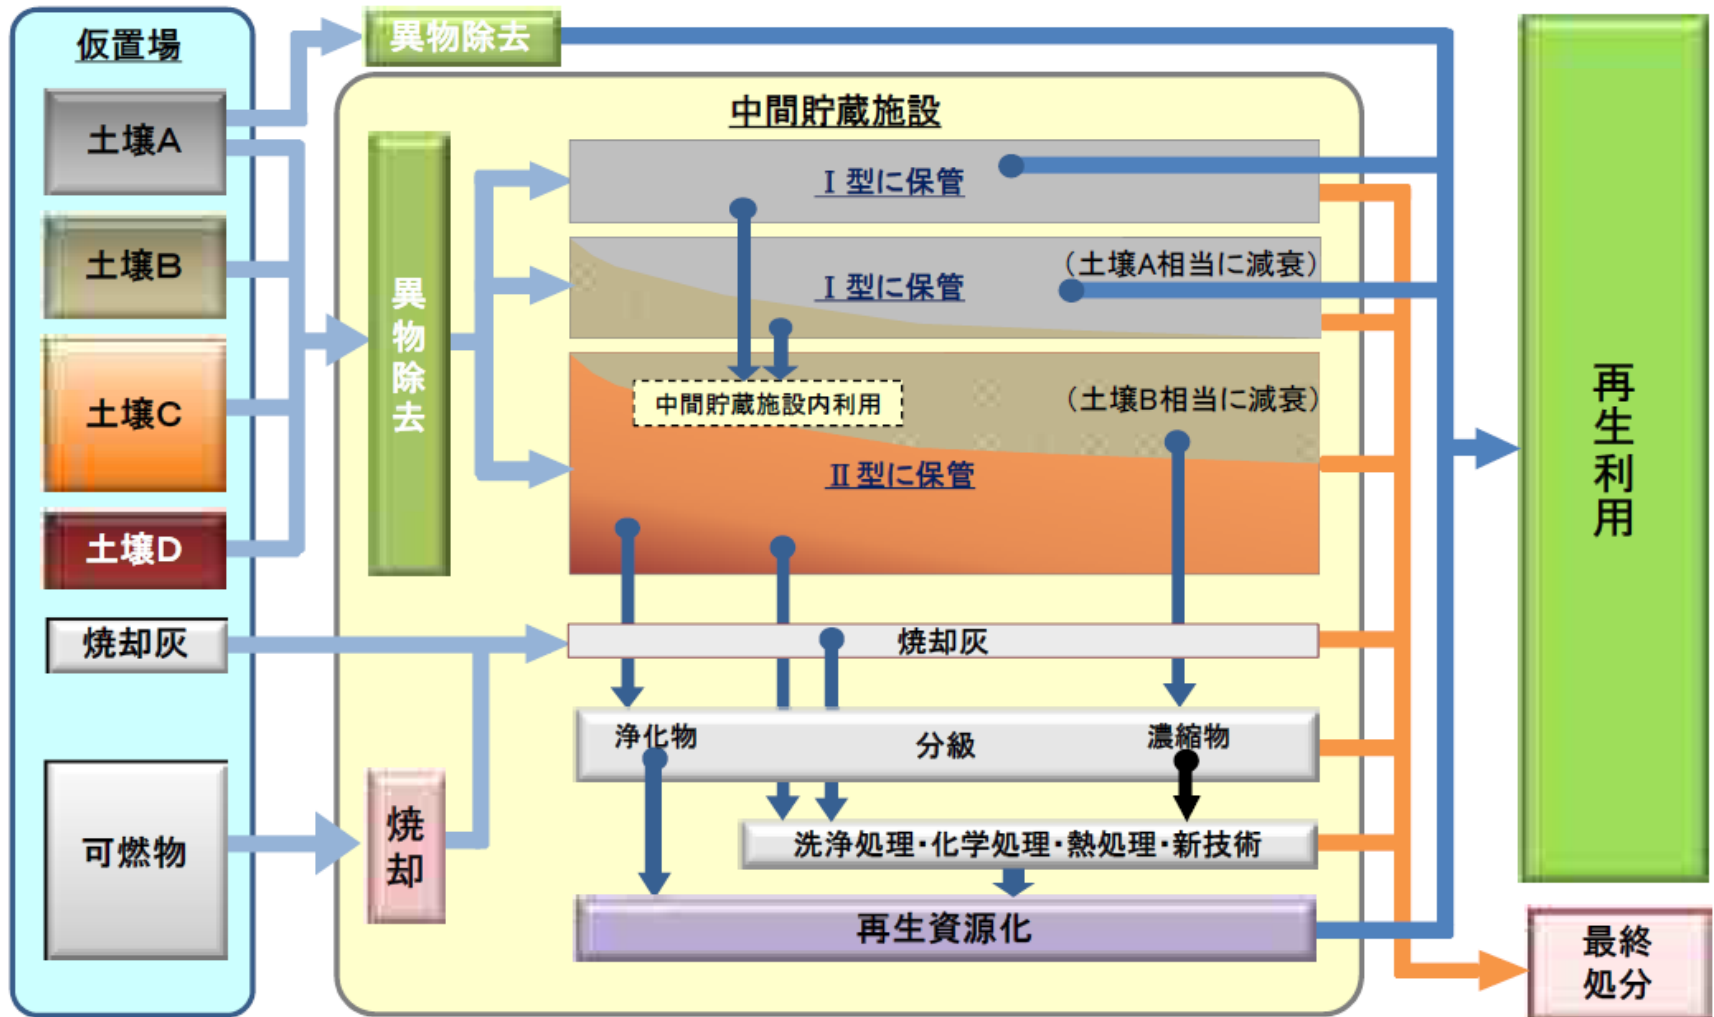 仮置場
土壌A
土壌B
土壌C
土壌D
焼却灰
可燃物
異物除去
異物除去
焼却
中間貯蔵施設
Ⅰ型に保管
Ⅰ型に保管
(土壌A相当に減衰)
中間貯蔵施設内利用
(土壌B相当に減衰)
Ⅱ型に保管
焼却灰
浄化物
分級
濃縮物
洗浄処理・化学処理・熱処理・新技術
再生資源化
再生利用
最終
処分